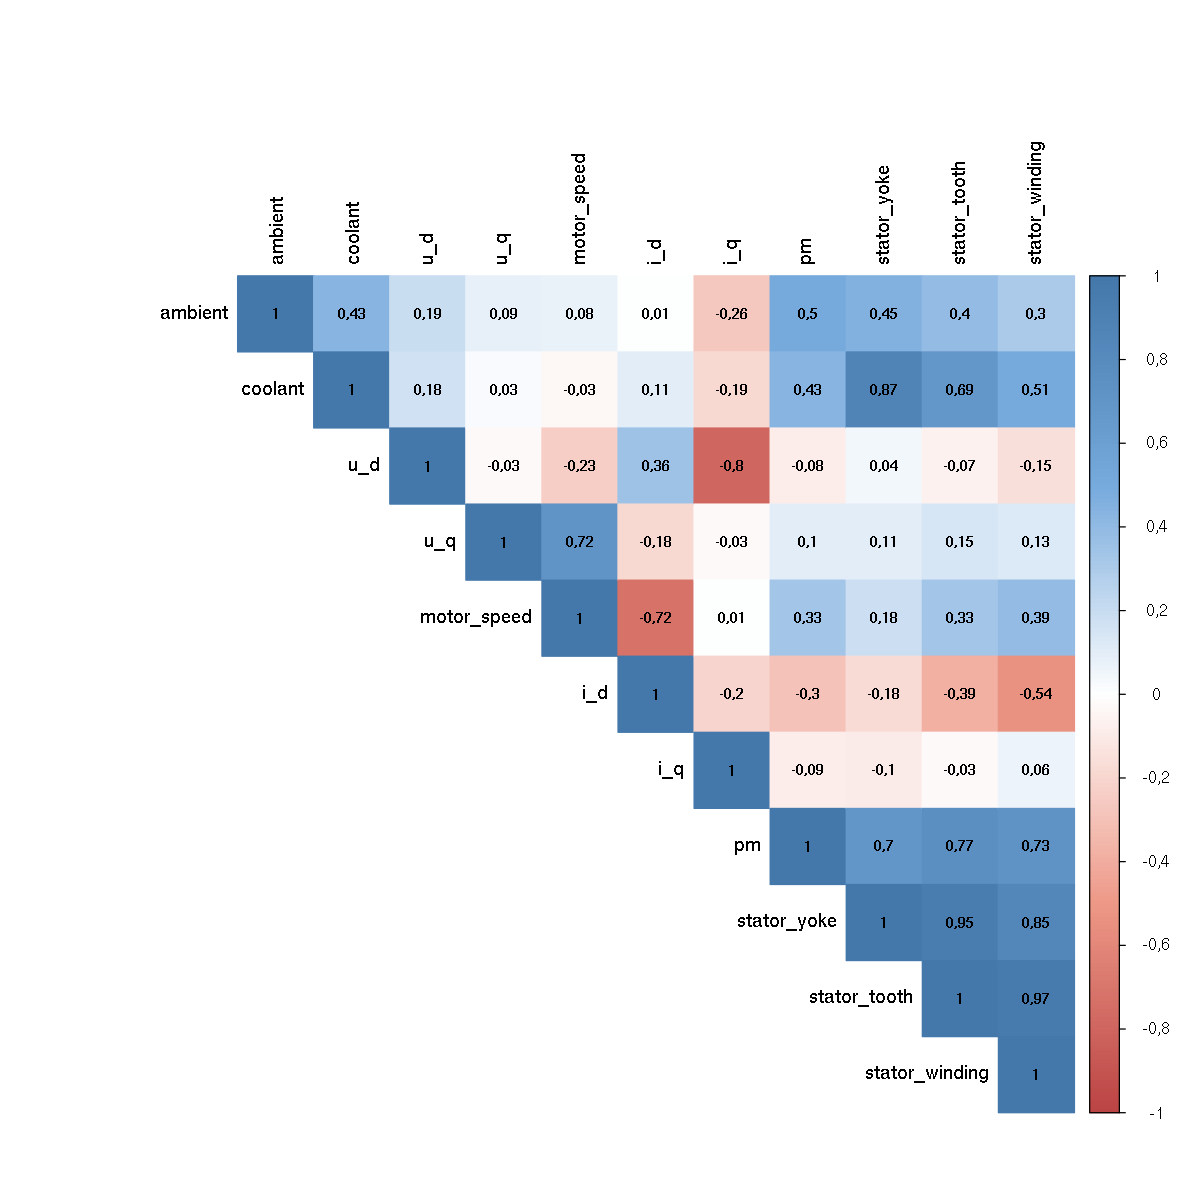 ambient coolant u_d u_q motor_speed i_d i_q pm stator_yoke stator_tooth stator_winding
ambient 1 0,43 0,19 0,09 0,08 0,01 -0,26 0,5 0,45 0,4 0,3
coolant 1 0,18 0,03 -0,03 0,11 -0,19 0,43 0,87 0,69 0,51
u_d 1 -0,03 -0,23 0,36 -0,8 -0,08 0,04 -0,07 -0,15
u_q 1 0,72 -0,18 -0,03 0,1 0,11 0,15 0,13
motor_speed 1 -0,72 0,01 0,33 0,18 0,33 0,39
i_d 1 -0,2 -0,3 -0,18 -0,39 -0,54
i_q 1 -0,09 -0,1 -0,03 0,06
pm 1 0,7 0,77 0,73
stator_yoke 1 0,95 0,85
stator_tooth 1 0,97
stator_winding 1
1
0,8
0,6
0,4
0,2
0
-0,2
-0,4
-0,6
-0,8
-1